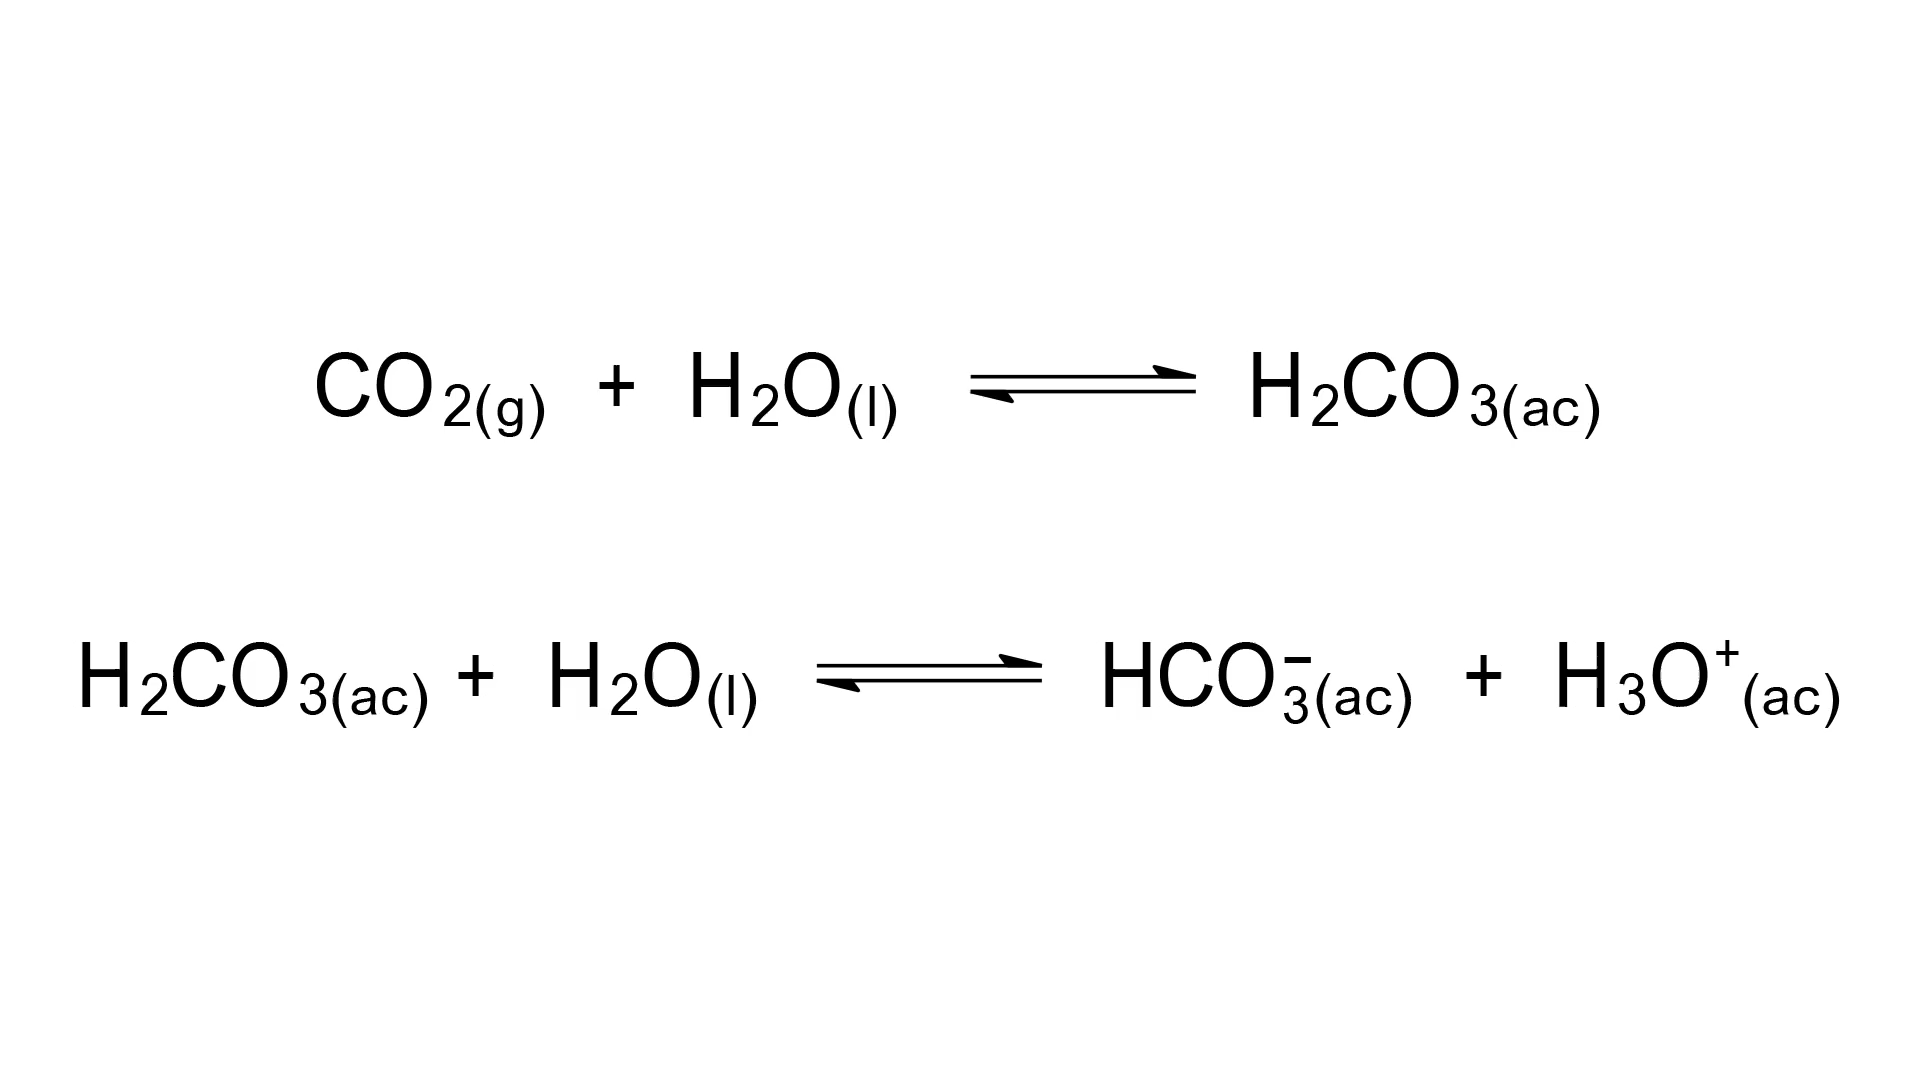 CO₂(g) + H₂O(l) ⇌ H₂CO₃(ac)
H₂CO₃(ac) + H₂O(l) ⇌ HCO₃⁻(ac) + H₃O⁺(ac)